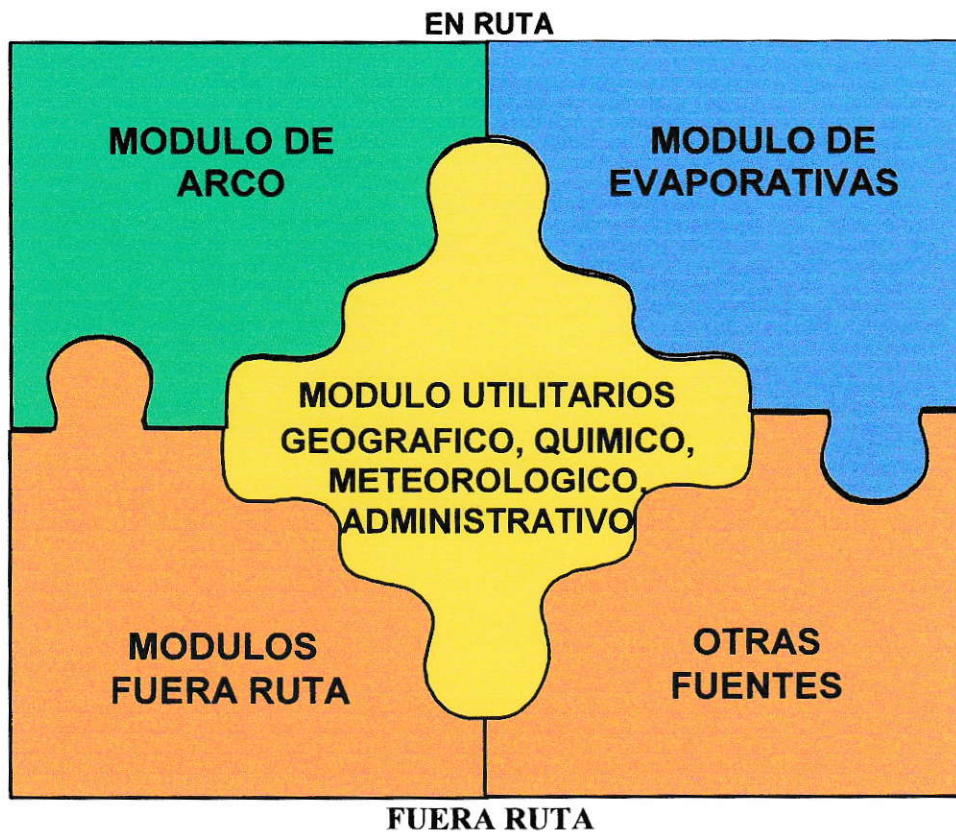 EN RUTA
MODULO DE
ARCO
MODULO DE
EVAPORATIVAS
MODULO UTILITARIOS
GEOGRAFICO, QUIMICO,
METEOROLOGICO,
ADMINISTRATIVO
MODULOS
FUERA RUTA
OTRAS
FUENTES
FUERA RUTA